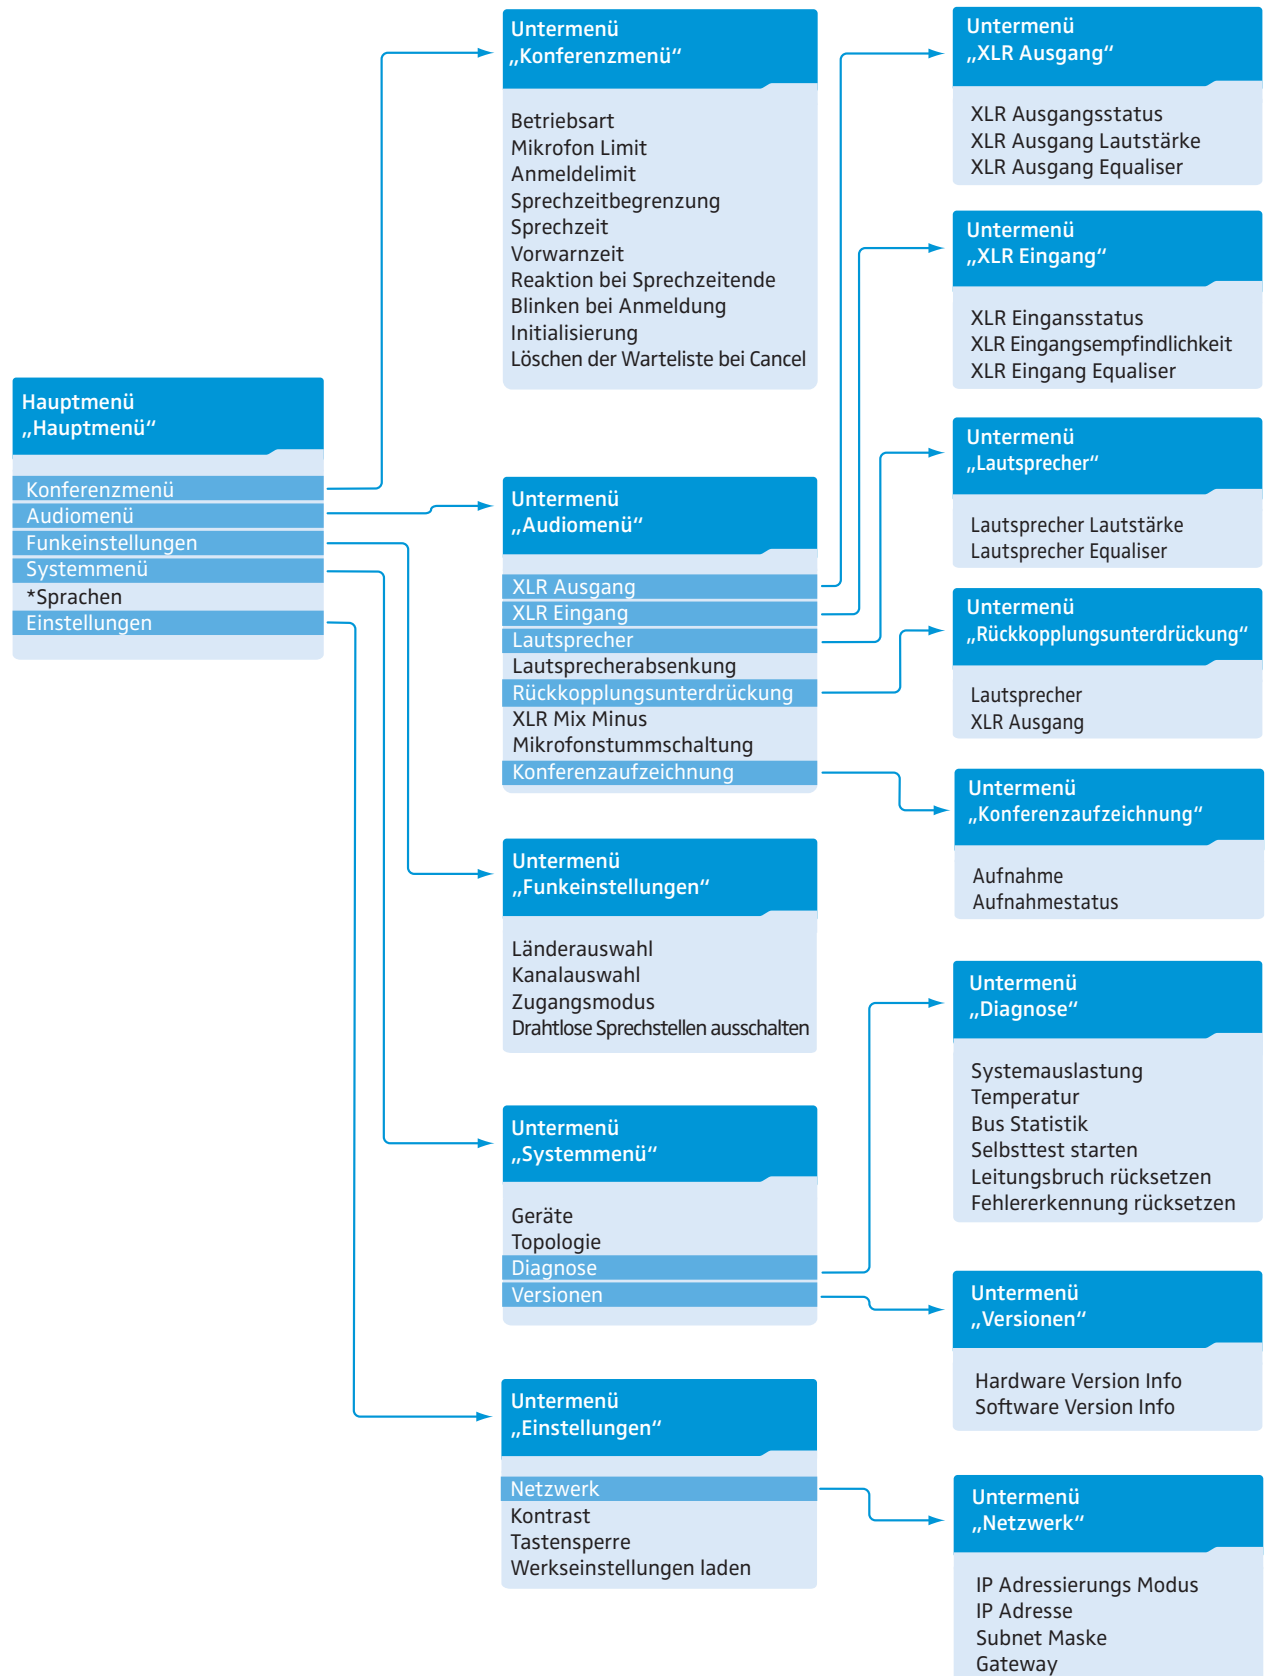 Hauptmenü
„Hauptmenü“
Konferenzmenü
Audiomenü
Funkeinstellungen
Systemmenü
*Sprachen
Einstellungen
Untermenü
„Konferenzmenü“
Betriebsart
Mikrofon Limit
Anmeldelimit
Sprechzeitbegrenzung
Sprechzeit
Vorwarnzeit
Reaktion bei Sprechzeitende
Blinken bei Anmeldung
Initialisierung
Löschen der Warteliste bei Cancel
Untermenü
„Audiomenü“
XLR Ausgang
XLR Eingang
Lautsprecher
Lautsprecherabsenkung
Rückkopplungsunterdrückung
XLR Mix Minus
Mikrofonstummschaltung
Konferenzaufzeichnung
Untermenü
„Funkeinstellungen“
Länderauswahl
Kanalauswahl
Zugangsmodus
Drahtlose Sprechstellen ausschalten
Untermenü
„Systemmenü“
Geräte
Topologie
Diagnose
Versionen
Untermenü
„Einstellungen“
Netzwerk
Kontrast
Tastensperre
Werkseinstellungen laden
Untermenü
„XLR Ausgang“
XLR Ausgangsstatus
XLR Ausgang Lautstärke
XLR Ausgang Equaliser
Untermenü
„XLR Eingang“
XLR Eingansstatus
XLR Eingangsempfindlichkeit
XLR Eingang Equaliser
Untermenü
„Lautsprecher“
Lautsprecher Lautstärke
Lautsprecher Equaliser
Untermenü
„Rückkopplungsunterdrückung“
Lautsprecher
XLR Ausgang
Untermenü
„Konferenzaufzeichnung“
Aufnahme
Aufnahmestatus
Untermenü
„Diagnose“
Systemauslastung
Temperatur
Bus Statistik
Selbsttest starten
Leitungsbruch rücksetzen
Fehlererkennung rücksetzen
Untermenü
„Versionen“
Hardware Version Info
Software Version Info
Untermenü
„Netzwerk“
IP Adressierungs Modus
IP Adresse
Subnet Maske
Gateway